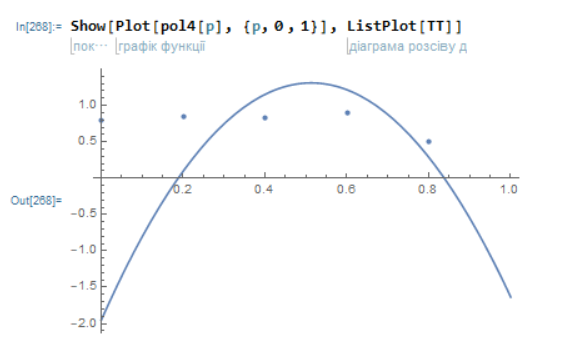 In[268]:= Show[Plot[pol4[p], {p, 0, 1}], ListPlot[TT]]
пок⋯ графік функції діаграма розсіву д
1.0
0.5
0.2 0.4 0.6 0.8 1.0
Out[268]=
-0.5
-1.0
-1.5
-2.0